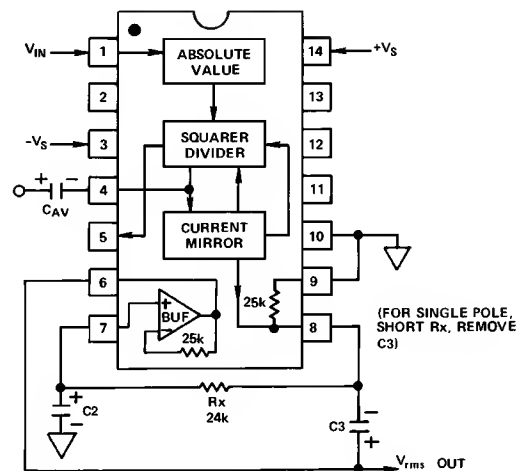 V_IN
1
ABSOLUTE
VALUE
14
+V_S
2
13
-V_S
3
SQUARER
DIVIDER
12
+
-
4
C_AV
11
5
CURRENT
MIRROR
10
6
25k
9
7
+
BUF
-
25k
8
(FOR SINGLE POLE,
SHORT Rx, REMOVE
C3)
+
C2
-
Rx
24k
C3
-
+
V_rms OUT